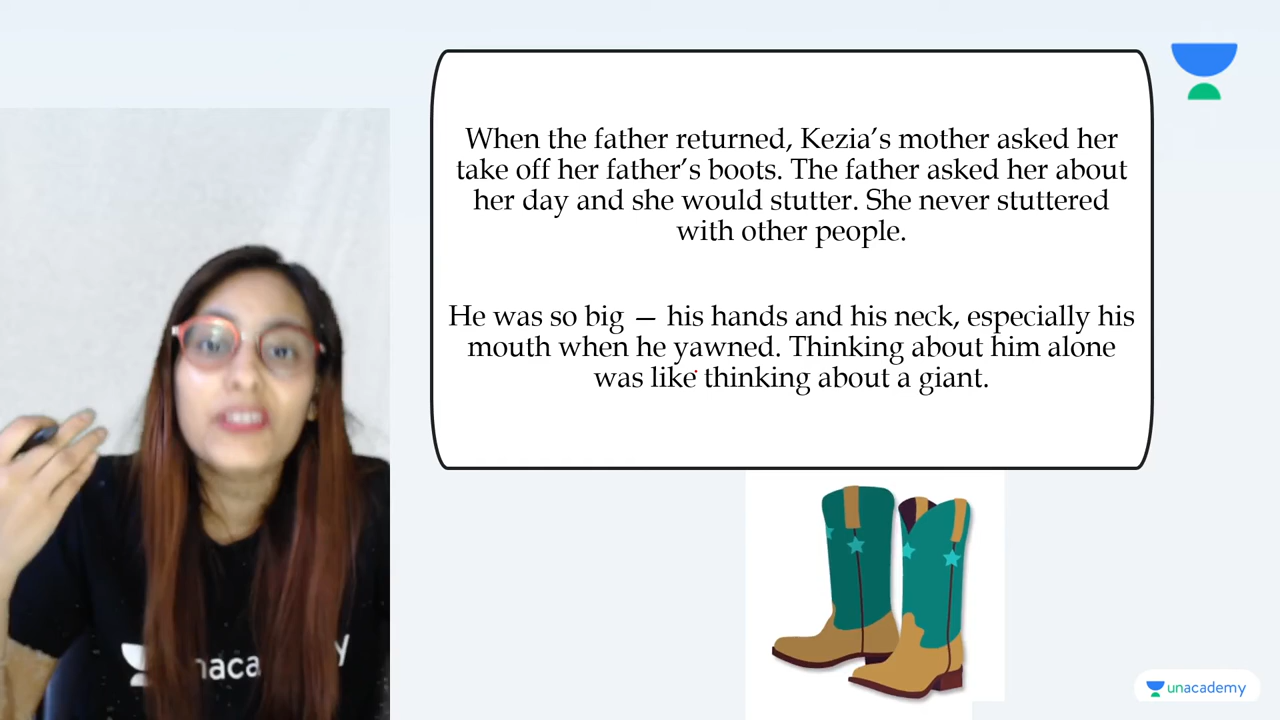 When the father returned, Kezia's mother asked her
take off her father's boots. The father asked her about
her day and she would stutter. She never stuttered
with other people.
He was so big — his hands and his neck, especially his
mouth when he yawned. Thinking about him alone
was like thinking about a giant.
unacademy